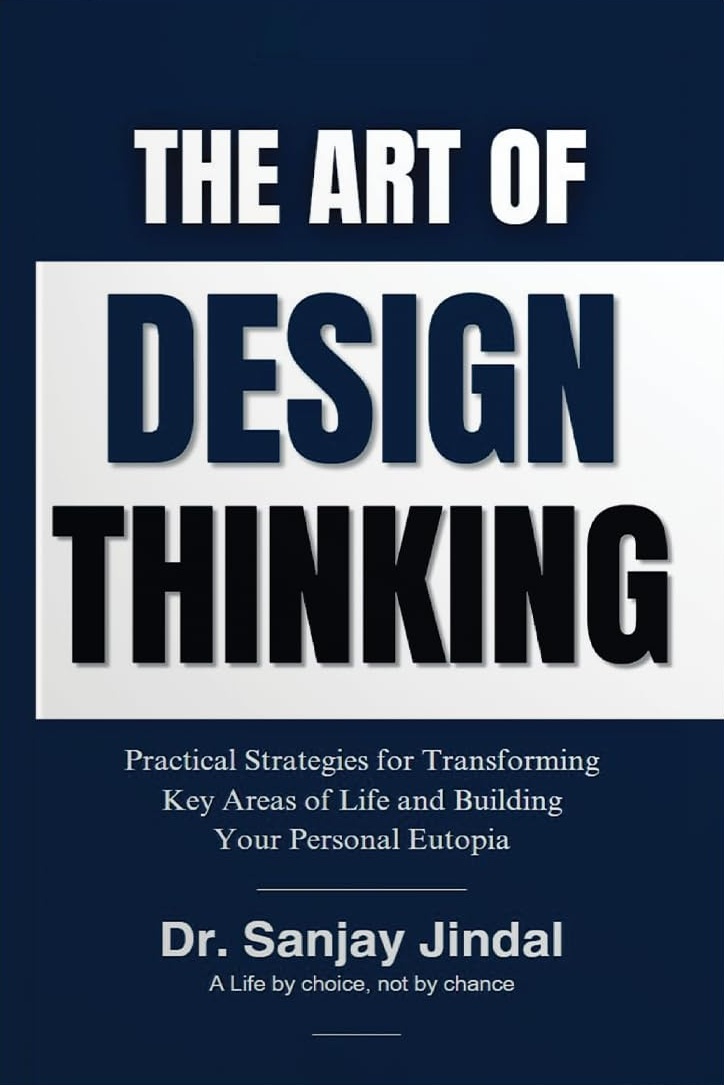 THE ART OF
DESIGN
THINKING
Practical Strategies for Transforming
Key Areas of Life and Building
Your Personal Eutopia
Dr. Sanjay Jindal
A Life by choice, not by chance